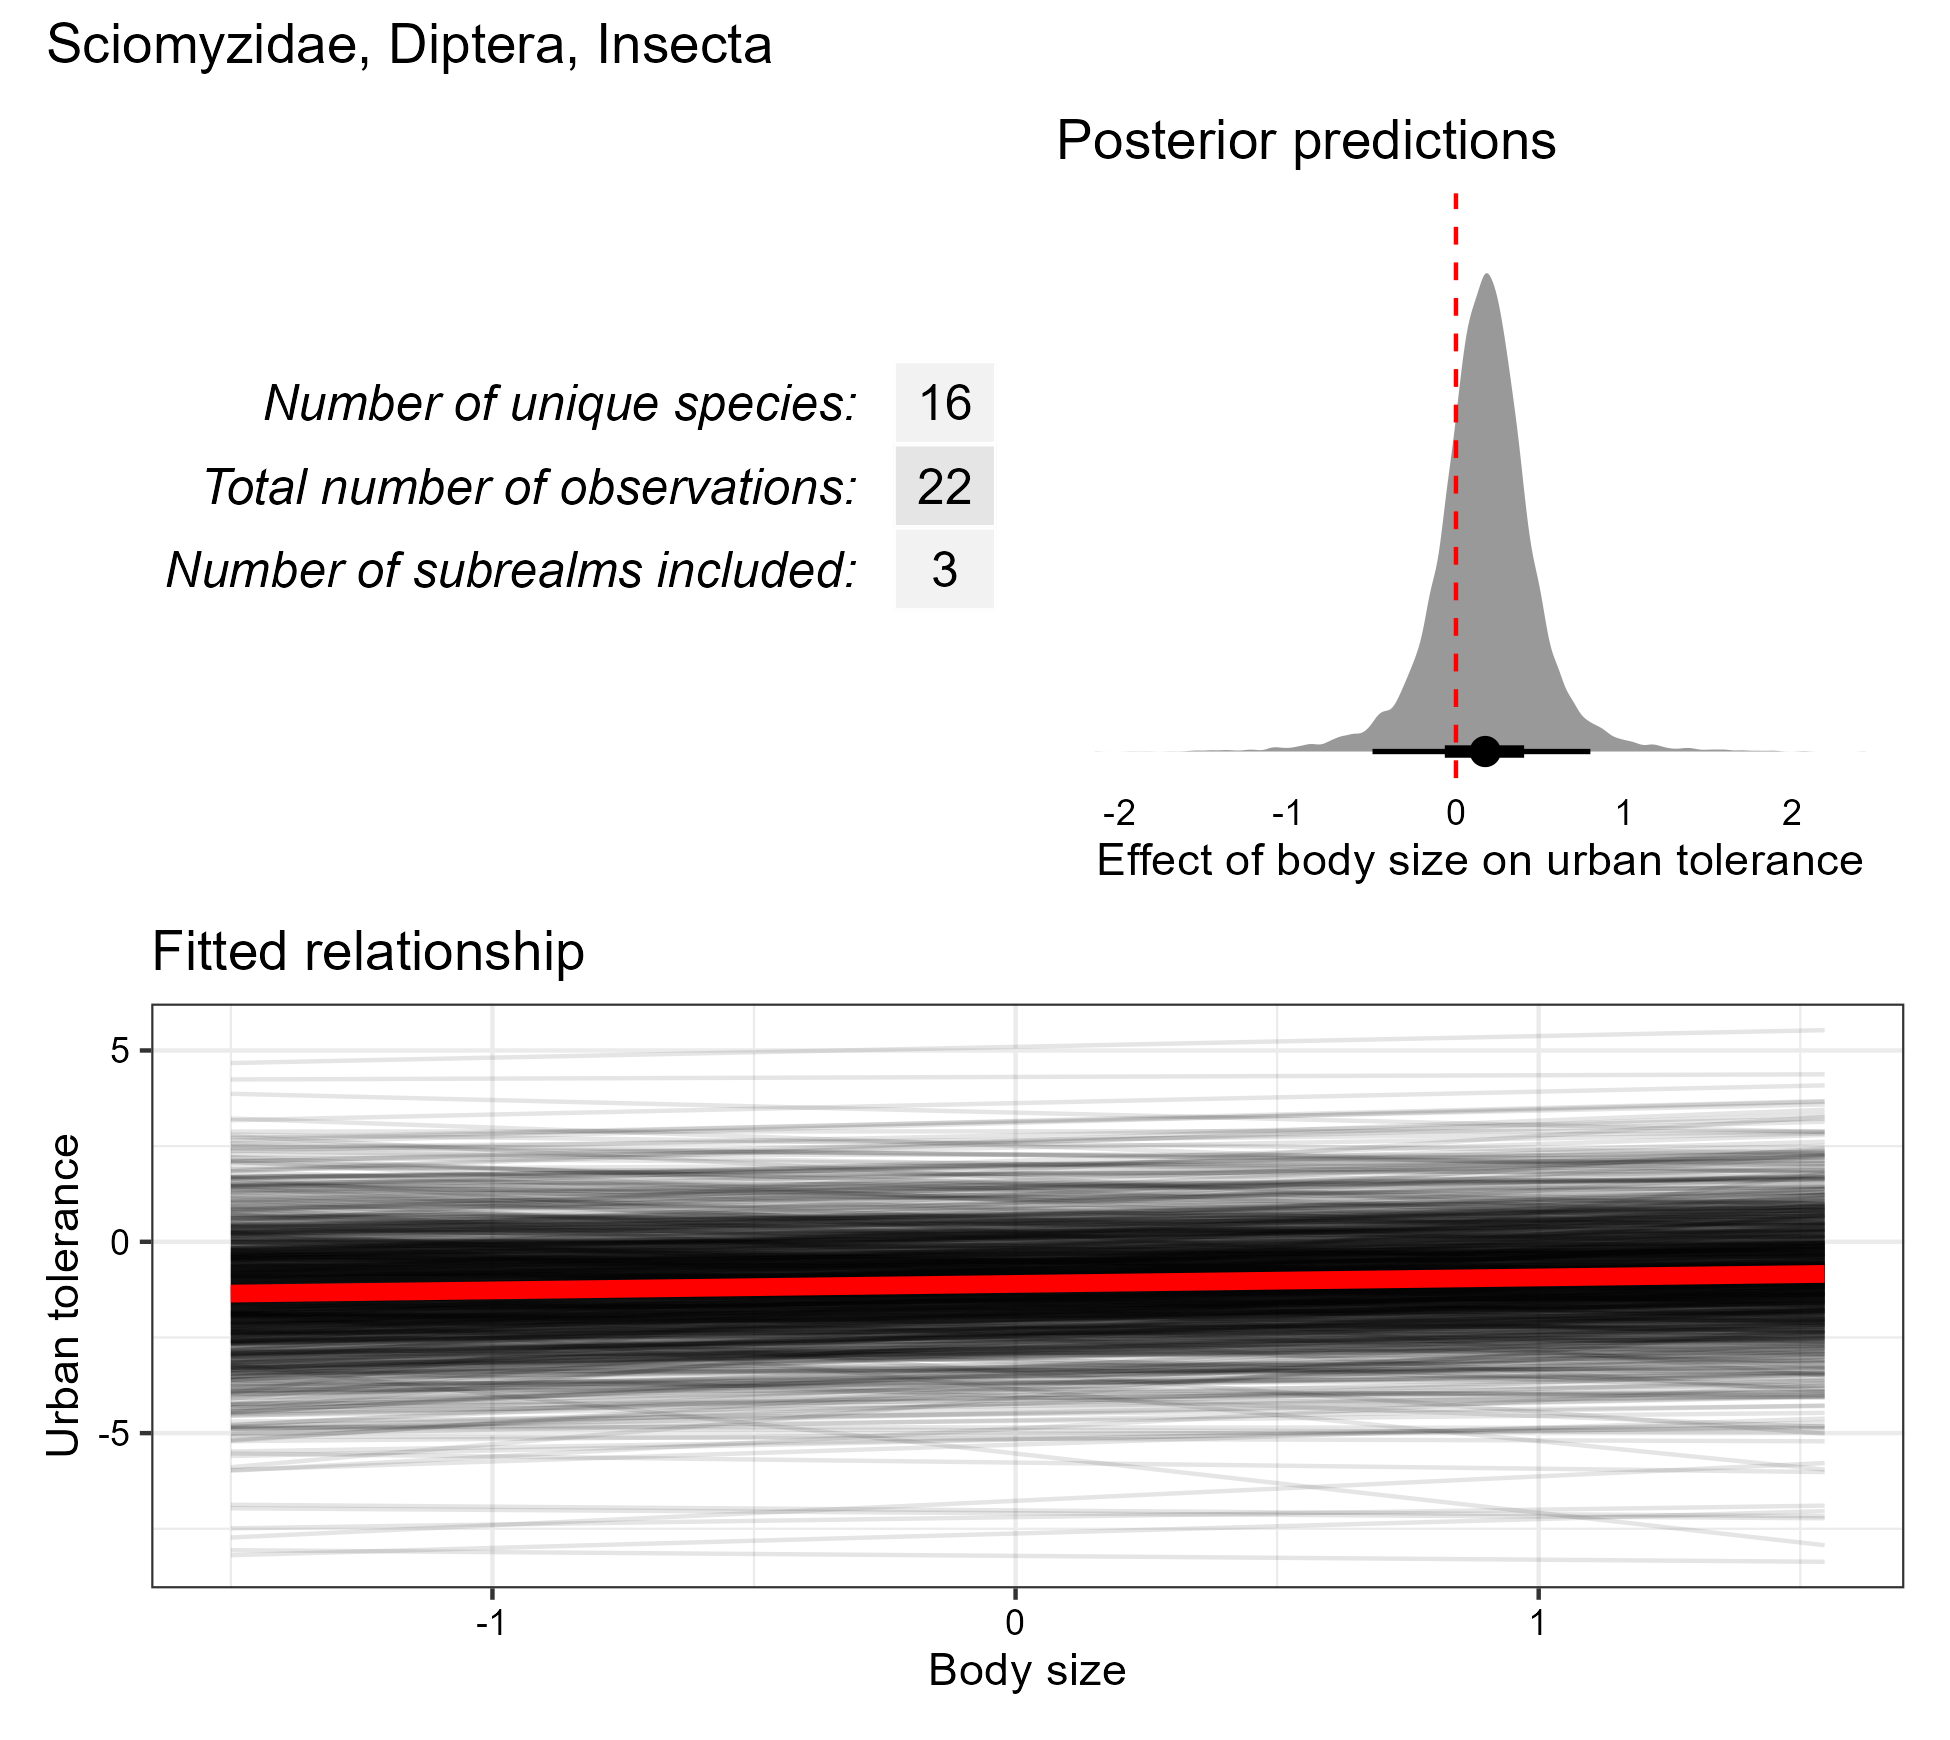 Sciomyzidae, Diptera, Insecta
Number of unique species: 16
Total number of observations: 22
Number of subrealms included: 3
Posterior predictions
-2 -1 0 1 2
Effect of body size on urban tolerance
Fitted relationship
Urban tolerance
5
0
-5
-1 0 1
Body size